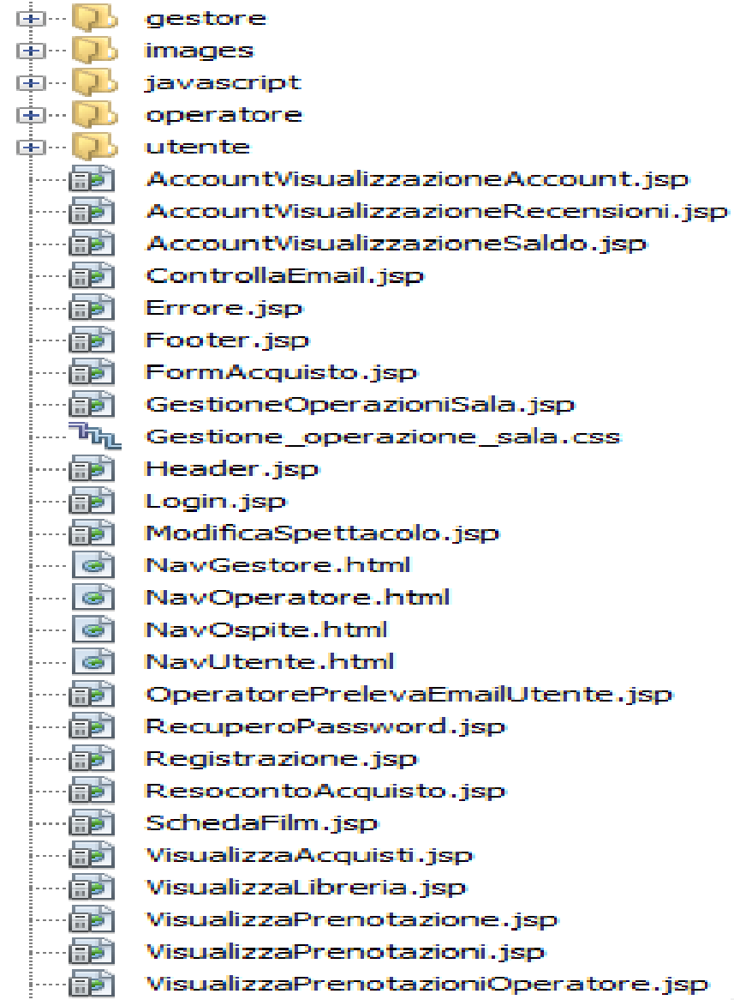 gestore
images
javascript
operatore
utente
AccountVisualizzazioneAccount.jsp
AccountVisualizzazioneRecensioni.jsp
AccountVisualizzazioneSaldo.jsp
ControllaEmail.jsp
Errore.jsp
Footer.jsp
FormAcquisto.jsp
GestioneOperazioniSala.jsp
Gestione_operazione_sala.css
Header.jsp
Login.jsp
ModificaSpettacolo.jsp
NavGestore.html
NavOperatore.html
NavOspite.html
NavUtente.html
OperatorePrelevaEmailUtente.jsp
RecuperoPassword.jsp
Registrazione.jsp
ResocontoAcquisto.jsp
SchedaFilm.jsp
VisualizzaAcquisti.jsp
VisualizzaLibreria.jsp
VisualizzaPrenotazione.jsp
VisualizzaPrenotazioni.jsp
VisualizzaPrenotazioniOperatore.jsp